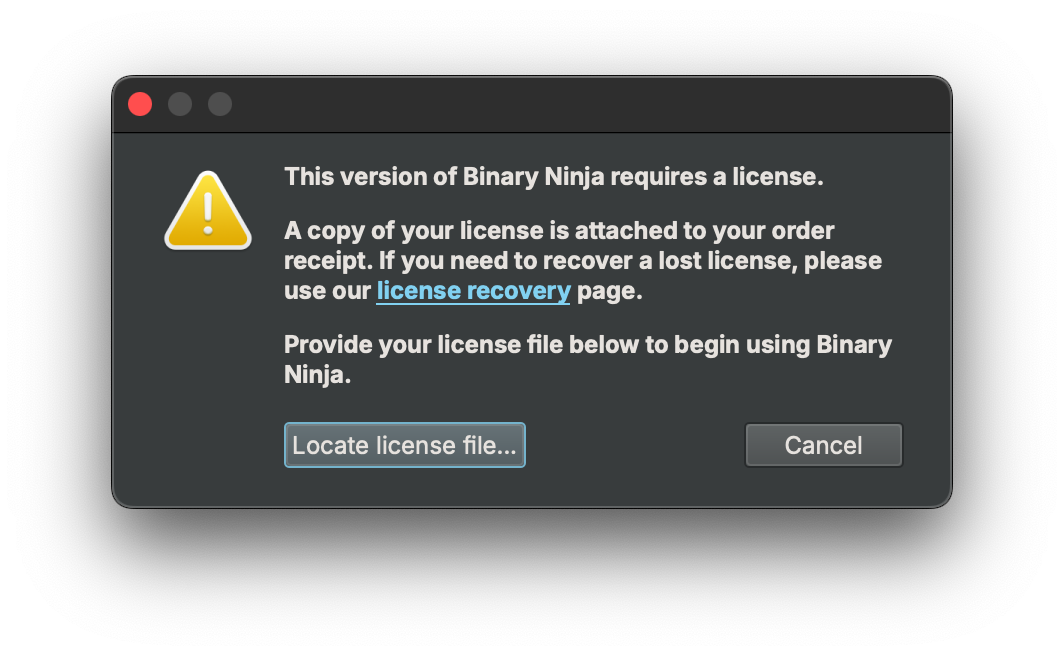 This version of Binary Ninja requires a license.
A copy of your license is attached to your order
receipt. If you need to recover a lost license, please
use our license recovery page.
Provide your license file below to begin using Binary
Ninja.
Locate license file...
Cancel